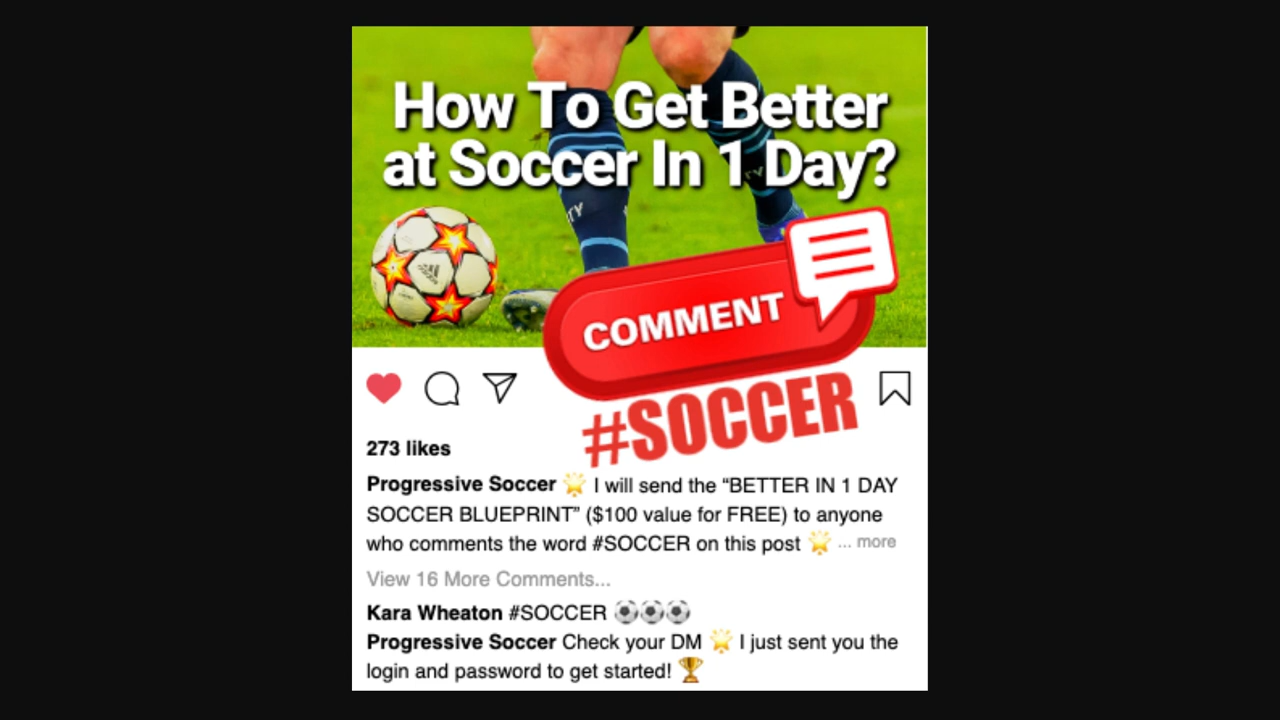 How To Get Better
at Soccer In 1 Day?
TY
TY
adidas
COMMENT
#SOCCER
273 likes
Progressive Soccer 🌟 I will send the “BETTER IN 1 DAY
SOCCER BLUEPRINT” ($100 value for FREE) to anyone
who comments the word #SOCCER on this post 🌟 ... more
View 16 More Comments...
Kara Wheaton #SOCCER ⚽⚽⚽
Progressive Soccer Check your DM 🌟 I just sent you the
login and password to get started! 🏆